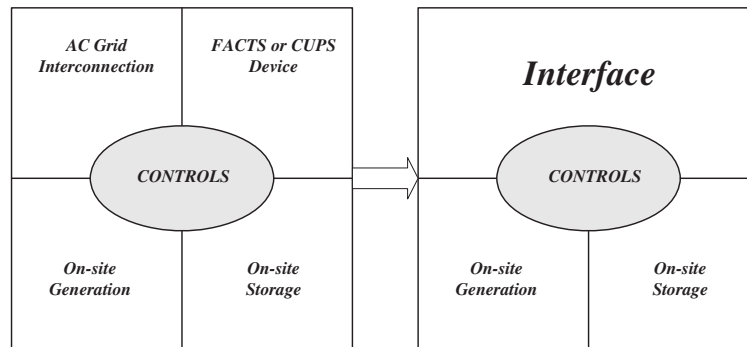 AC Grid
Interconnection
FACTS or CUPS
Device
CONTROLS
On-site
Generation
On-site
Storage
Interface
CONTROLS
On-site
Generation
On-site
Storage